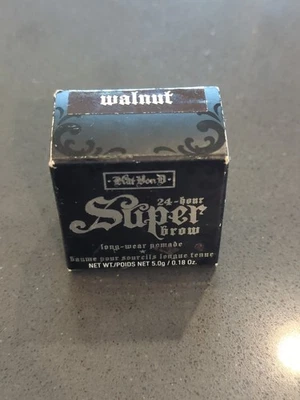 walnut
• Kat Von D •
24-hour
Super
brow
long-wear pomade
baume pour sourcils longue tenue
NET WT./POIDS NET 5.0g / 0.18 Oz.